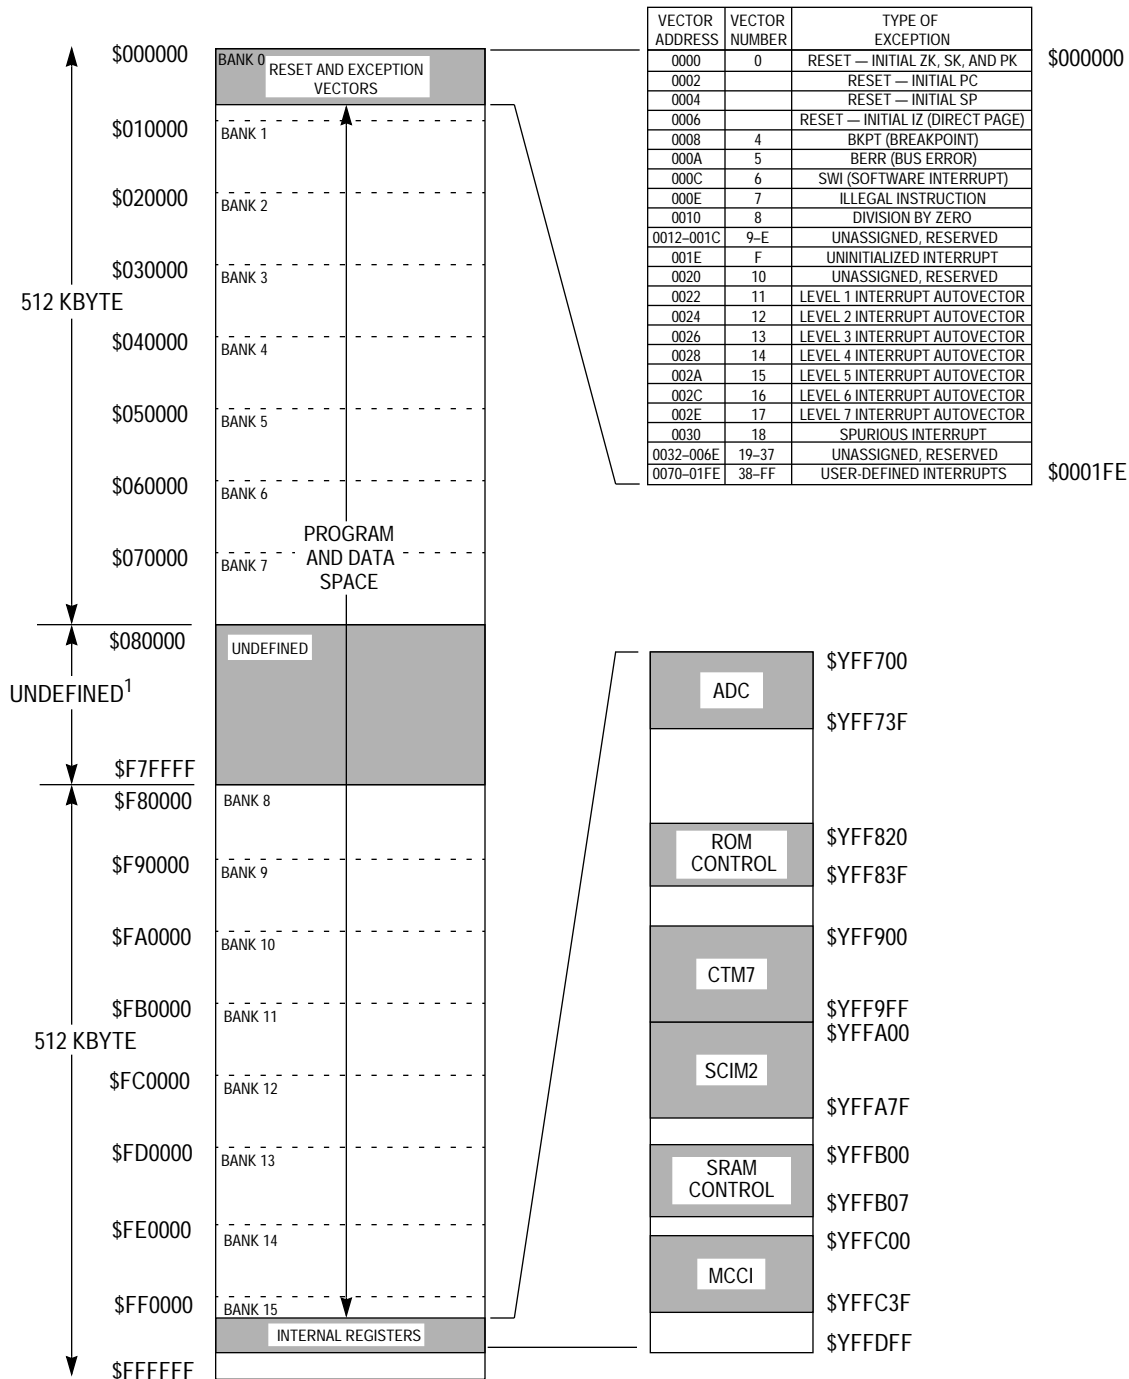 VECTOR ADDRESS VECTOR NUMBER TYPE OF EXCEPTION
0000 0 RESET — INITIAL ZK, SK, AND PK
0002 RESET — INITIAL PC
0004 RESET — INITIAL SP
0006 RESET — INITIAL IZ (DIRECT PAGE)
0008 4 BKPT (BREAKPOINT)
000A 5 BERR (BUS ERROR)
000C 6 SWI (SOFTWARE INTERRUPT)
000E 7 ILLEGAL INSTRUCTION
0010 8 DIVISION BY ZERO
0012–001C 9–E UNASSIGNED, RESERVED
001E F UNINITIALIZED INTERRUPT
0020 10 UNASSIGNED, RESERVED
0022 11 LEVEL 1 INTERRUPT AUTOVECTOR
0024 12 LEVEL 2 INTERRUPT AUTOVECTOR
0026 13 LEVEL 3 INTERRUPT AUTOVECTOR
0028 14 LEVEL 4 INTERRUPT AUTOVECTOR
002A 15 LEVEL 5 INTERRUPT AUTOVECTOR
002C 16 LEVEL 6 INTERRUPT AUTOVECTOR
002E 17 LEVEL 7 INTERRUPT AUTOVECTOR
0030 18 SPURIOUS INTERRUPT
0032–006E 19–37 UNASSIGNED, RESERVED
0070–01FE 38–FF USER-DEFINED INTERRUPTS
$000000
$0001FE
$000000
BANK 0
RESET AND EXCEPTION
VECTORS
$010000
BANK 1
$020000
BANK 2
$030000
BANK 3
512 KBYTE
$040000
BANK 4
$050000
BANK 5
$060000
BANK 6
PROGRAM
AND DATA
SPACE
$070000
BANK 7
$080000
UNDEFINED
UNDEFINED1
$F7FFFF
$F80000
BANK 8
$F90000
BANK 9
$FA0000
BANK 10
$FB0000
BANK 11
512 KBYTE
$FC0000
BANK 12
$FD0000
BANK 13
$FE0000
BANK 14
$FF0000
BANK 15
INTERNAL REGISTERS
$FFFFFF
$YFF700
ADC
$YFF73F
$YFF820
ROM
CONTROL
$YFF83F
$YFF900
CTM7
$YFF9FF
$YFFA00
SCIM2
$YFFA7F
$YFFB00
SRAM
CONTROL
$YFFB07
$YFFC00
MCCI
$YFFC3F
$YFFDFF